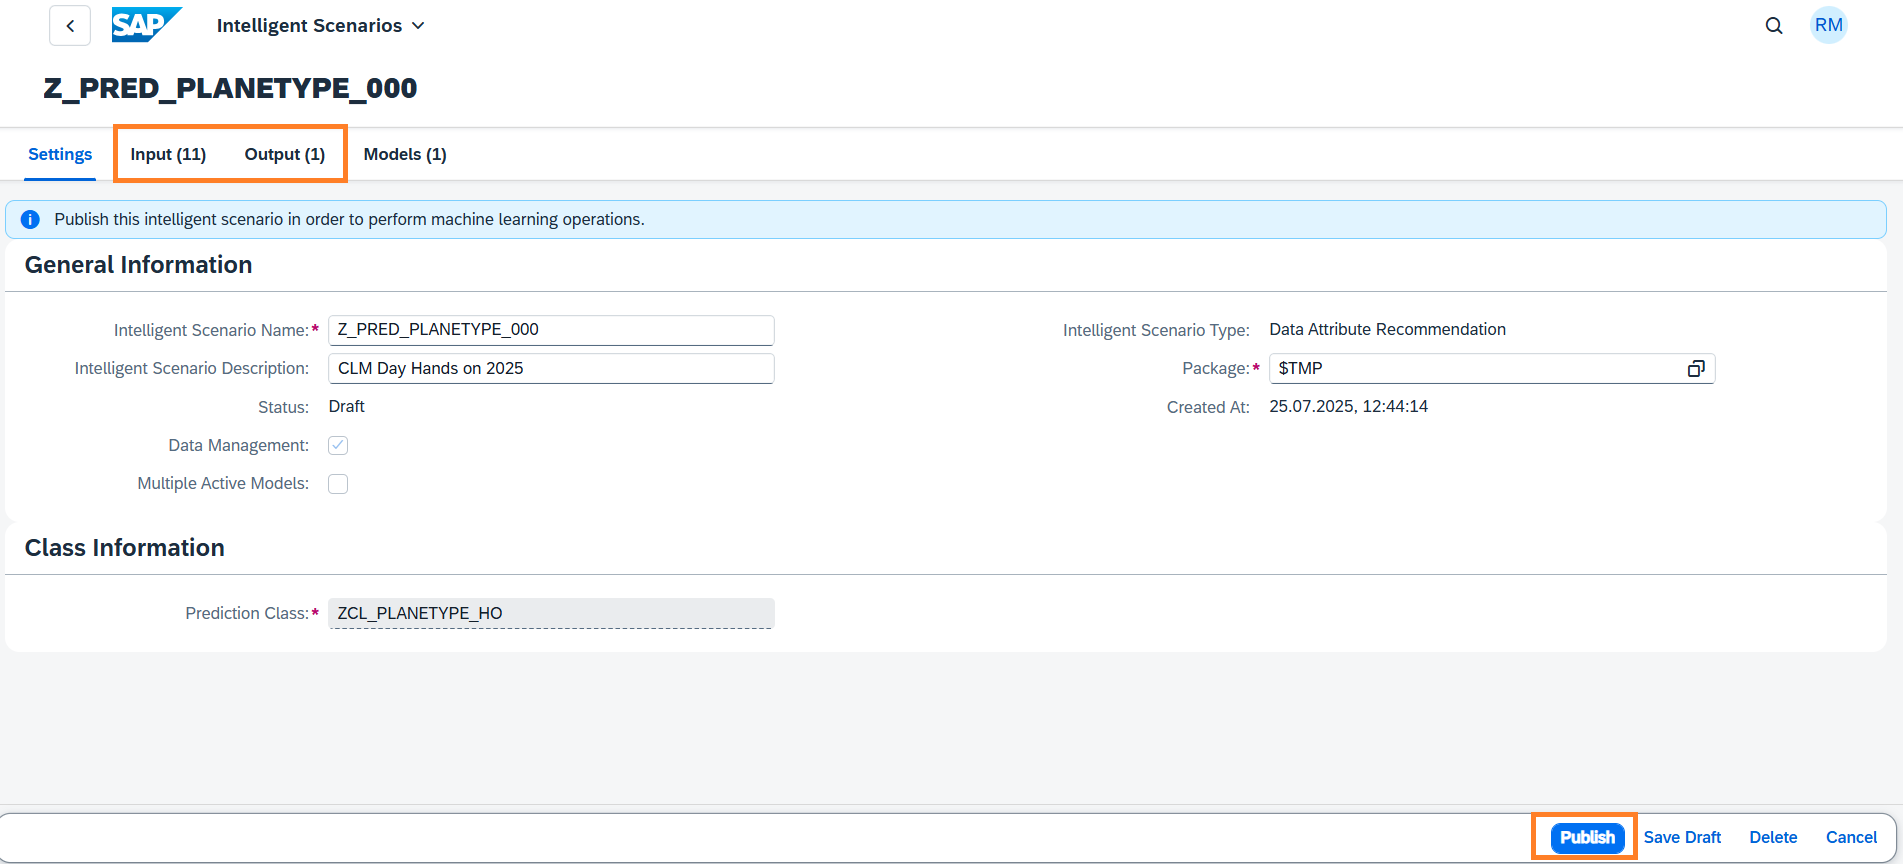 SAP Intelligent Scenarios RM
Z_PRED_PLANETYPE_000
Settings Input (11) Output (1) Models (1)
Publish this intelligent scenario in order to perform machine learning operations.
General Information
Intelligent Scenario Name:* Z_PRED_PLANETYPE_000 Intelligent Scenario Type: Data Attribute Recommendation
Intelligent Scenario Description: CLM Day Hands on 2025 Package:* $TMP
Status: Draft Created At: 25.07.2025, 12:44:14
Data Management:
Multiple Active Models:
Class Information
Prediction Class:* ZCL_PLANETYPE_HO
Publish Save Draft Delete Cancel